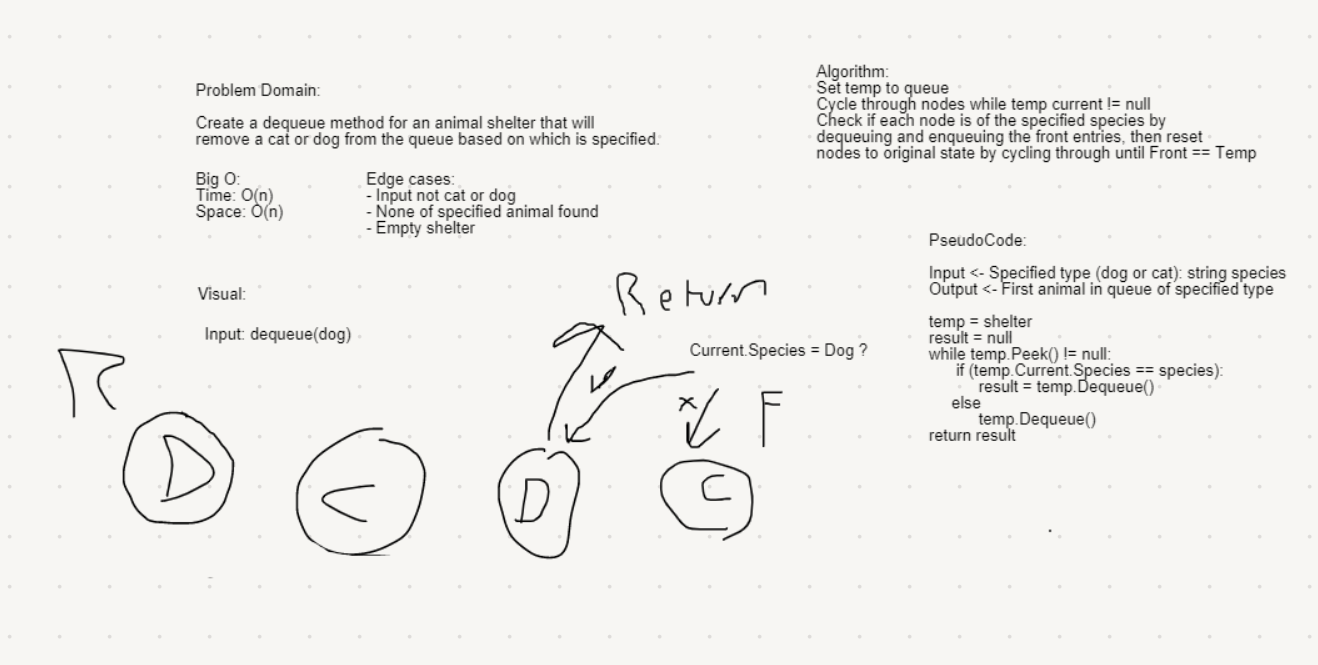 Problem Domain:
Create a dequeue method for an animal shelter that will
remove a cat or dog from the queue based on which is specified.
Big O:
Time: O(n)
Space: O(n)
Edge cases:
- Input not cat or dog
- None of specified animal found
- Empty shelter
Visual:
Input: dequeue(dog)
Return
Current.Species = Dog ?
R
x
F
D
C
D
C
Algorithm:
Set temp to queue
Cycle through nodes while temp current != null
Check if each node is of the specified species by
dequeuing and enqueuing the front entries, then reset
nodes to original state by cycling through until Front == Temp
PseudoCode:
Input <- Specified type (dog or cat): string species
Output <- First animal in queue of specified type
temp = shelter
result = null
while temp.Peek() != null:
if (temp.Current.Species == species):
result = temp.Dequeue()
else
temp.Dequeue()
return result